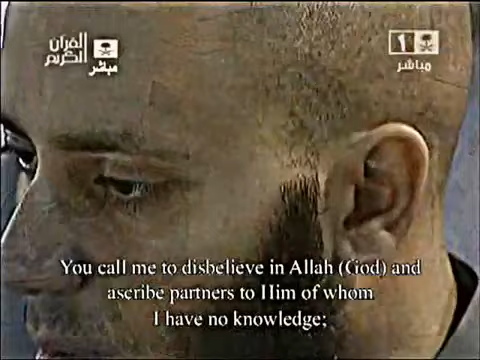 القرآن
الكريم
مباشر
1
مباشر
You call me to disbelieve in Allah (God) and
ascribe partners to Him of whom
I have no knowledge;